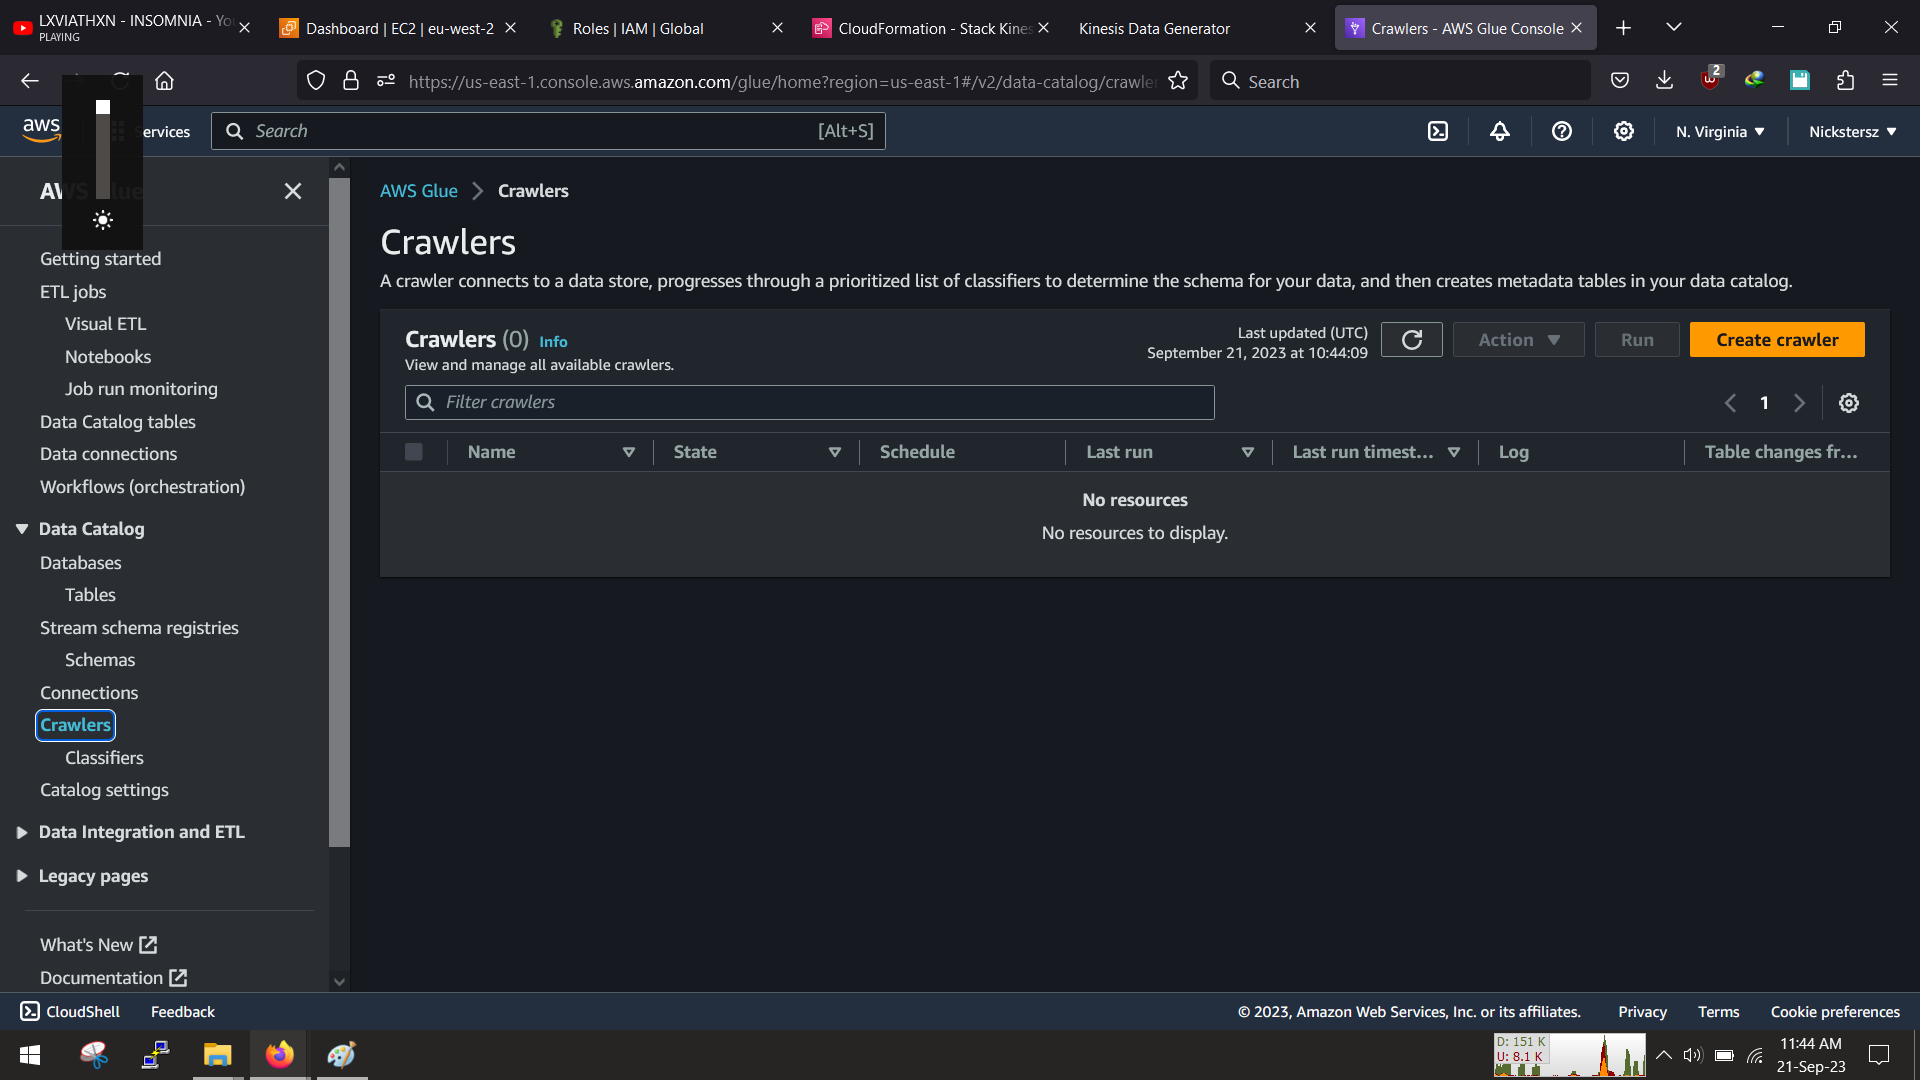 LXVIATHXN - INSOMNIA - Yo
PLAYING
Dashboard | EC2 | eu-west-2
Roles | IAM | Global
CloudFormation - Stack Kines
Kinesis Data Generator
Crawlers - AWS Glue Console
https://us-east-1.console.aws.amazon.com/glue/home?region=us-east-1#/v2/data-catalog/crawler
Search
2
aws
ervices
Search
[Alt+S]
N. Virginia
Nickstersz
AWS Glue
Getting started
ETL jobs
Visual ETL
Notebooks
Job run monitoring
Data Catalog tables
Data connections
Workflows (orchestration)
Data Catalog
Databases
Tables
Stream schema registries
Schemas
Connections
Crawlers
Classifiers
Catalog settings
Data Integration and ETL
Legacy pages
What's New
Documentation
AWS Glue
Crawlers
Crawlers
A crawler connects to a data store, progresses through a prioritized list of classifiers to determine the schema for your data, and then creates metadata tables in your data catalog.
Crawlers (0) Info
View and manage all available crawlers.
Last updated (UTC)
September 21, 2023 at 10:44:09
Action
Run
Create crawler
Filter crawlers
1
Name
State
Schedule
Last run
Last run timest...
Log
Table changes fr...
No resources
No resources to display.
CloudShell
Feedback
© 2023, Amazon Web Services, Inc. or its affiliates.
Privacy
Terms
Cookie preferences
D: 151 K
U: 8.1 K
11:44 AM
21-Sep-23